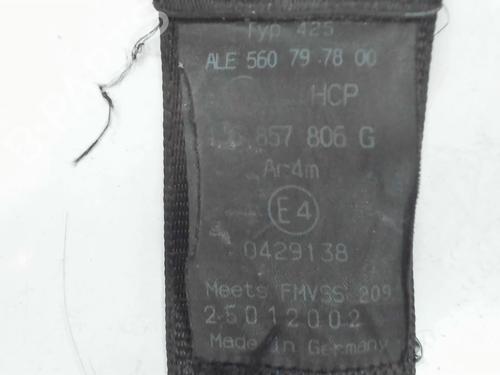 Typ 425
ALE 560 79 78 00
HCP
857 806 G
Ar4m
E4
0429138
Meets FMVSS 209
25012002
Made in Germany